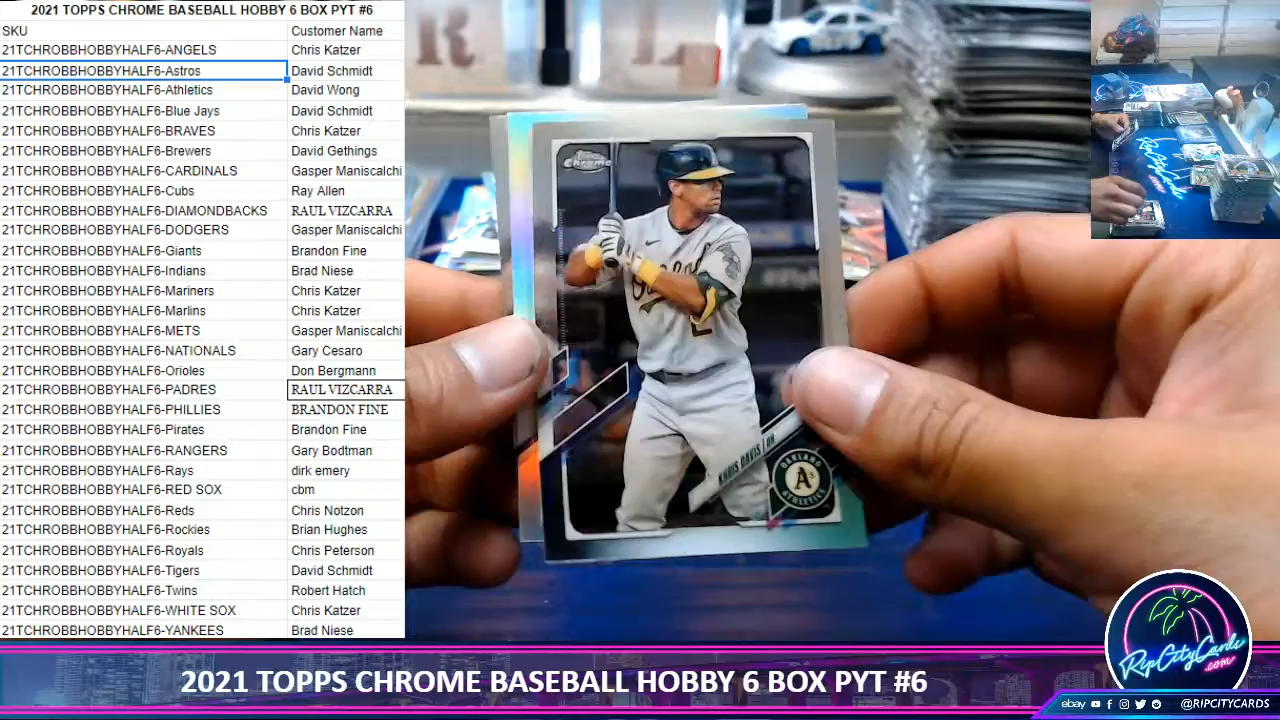 2021 TOPPS CHROME BASEBALL HOBBY 6 BOX PYT #6
SKU Customer Name
21TCHROBBHOBBYHALF6-ANGELS Chris Katzer
21TCHROBBHOBBYHALF6-Astros David Schmidt
21TCHROBBHOBBYHALF6-Athletics David Wong
21TCHROBBHOBBYHALF6-Blue Jays David Schmidt
21TCHROBBHOBBYHALF6-BRAVES Chris Katzer
21TCHROBBHOBBYHALF6-Brewers David Gethings
21TCHROBBHOBBYHALF6-CARDINALS Gasper Maniscalchi
21TCHROBBHOBBYHALF6-Cubs Ray Allen
21TCHROBBHOBBYHALF6-DIAMONDBACKS RAUL VIZCARRA
21TCHROBBHOBBYHALF6-DODGERS Gasper Maniscalchi
21TCHROBBHOBBYHALF6-Giants Brandon Fine
21TCHROBBHOBBYHALF6-Indians Brad Niese
21TCHROBBHOBBYHALF6-Mariners Chris Katzer
21TCHROBBHOBBYHALF6-Marlins Chris Katzer
21TCHROBBHOBBYHALF6-METS Gasper Maniscalchi
21TCHROBBHOBBYHALF6-NATIONALS Gary Cesaro
21TCHROBBHOBBYHALF6-Orioles Don Bergmann
21TCHROBBHOBBYHALF6-PADRES RAUL VIZCARRA
21TCHROBBHOBBYHALF6-PHILLIES BRANDON FINE
21TCHROBBHOBBYHALF6-Pirates Brandon Fine
21TCHROBBHOBBYHALF6-RANGERS Gary Bodtman
21TCHROBBHOBBYHALF6-Rays dirk emery
21TCHROBBHOBBYHALF6-RED SOX cbm
21TCHROBBHOBBYHALF6-Reds Chris Notzon
21TCHROBBHOBBYHALF6-Rockies Brian Hughes
21TCHROBBHOBBYHALF6-Royals Chris Peterson
21TCHROBBHOBBYHALF6-Tigers David Schmidt
21TCHROBBHOBBYHALF6-Twins Robert Hatch
21TCHROBBHOBBYHALF6-WHITE SOX Chris Katzer
21TCHROBBHOBBYHALF6-YANKEES Brad Niese
Topps
Chrome
KHRIS DAVIS
OAKLAND
A's
ATHLETICS
RipCityCards
RipCityCards
.com
2021 TOPPS CHROME BASEBALL HOBBY 6 BOX PYT #6
ebay @RIPCITYCARDS